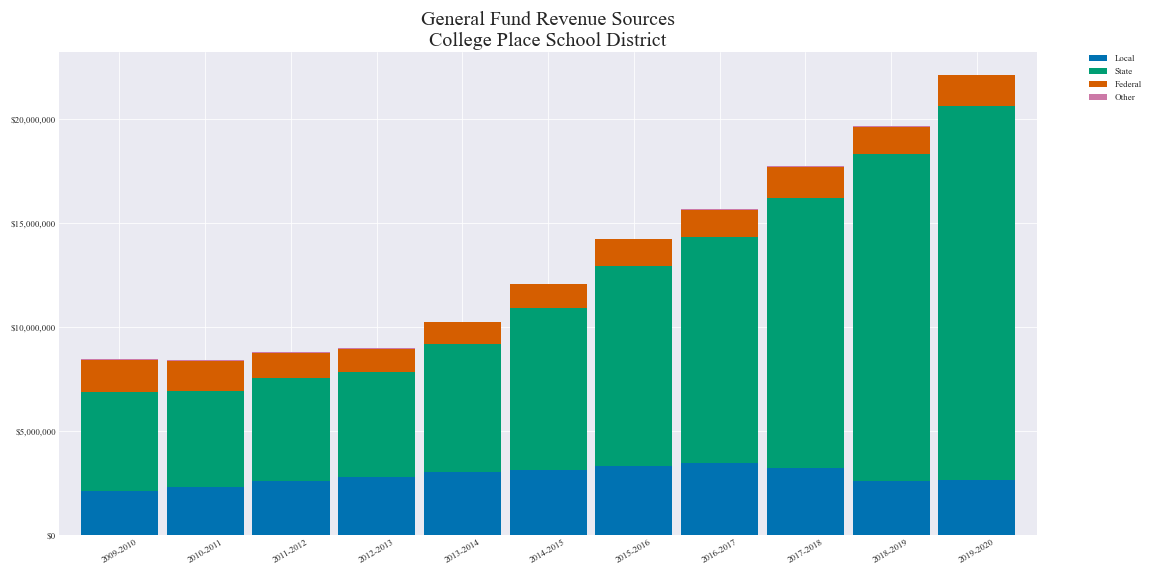 General Fund Revenue Sources
College Place School District
Local
State
Federal
Other
$20,000,000
$15,000,000
$10,000,000
$5,000,000
$0
2009-2010
2010-2011
2011-2012
2012-2013
2013-2014
2014-2015
2015-2016
2016-2017
2017-2018
2018-2019
2019-2020